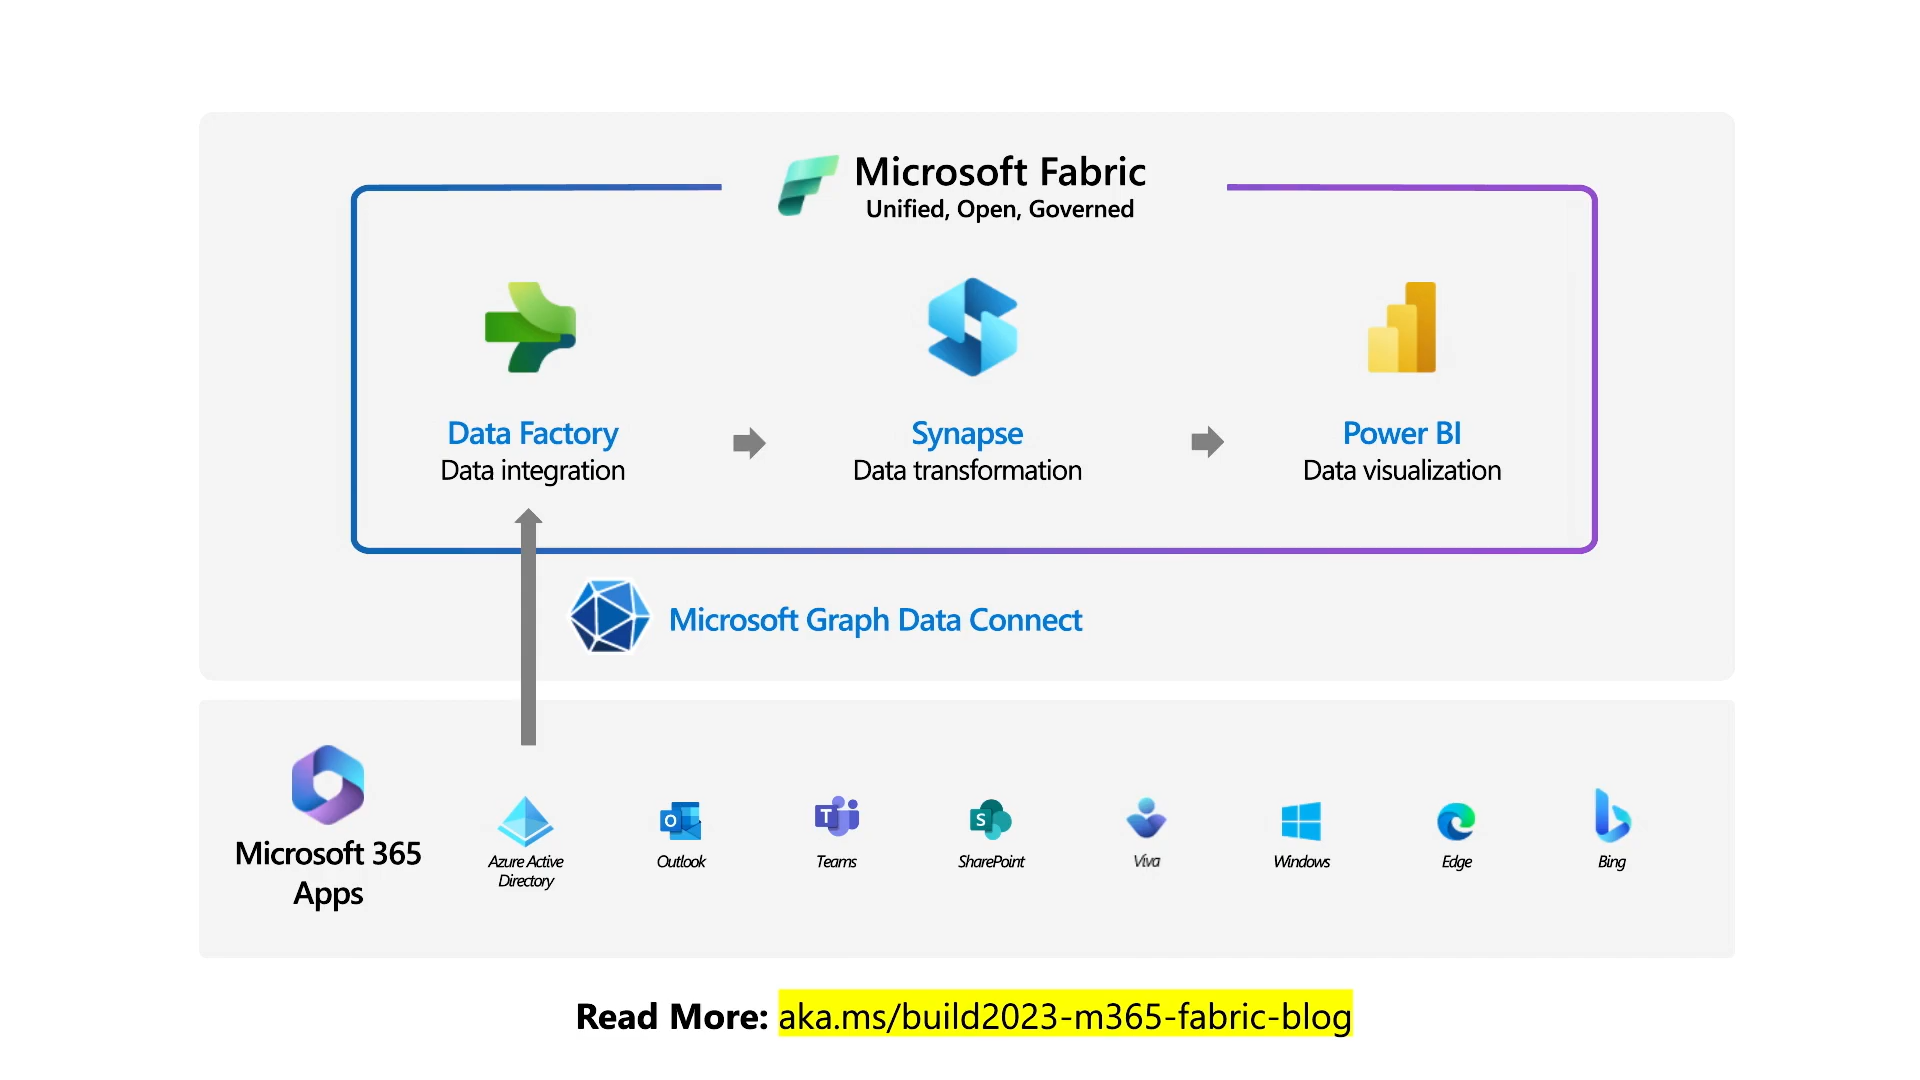 Microsoft Fabric
Unified, Open, Governed
Data Factory
Data integration
Synapse
Data transformation
Power BI
Data visualization
Microsoft Graph Data Connect
Microsoft 365
Apps
Azure Active
Directory
Outlook
Teams
SharePoint
Viva
Windows
Edge
Bing
Read More: aka.ms/build2023-m365-fabric-blog